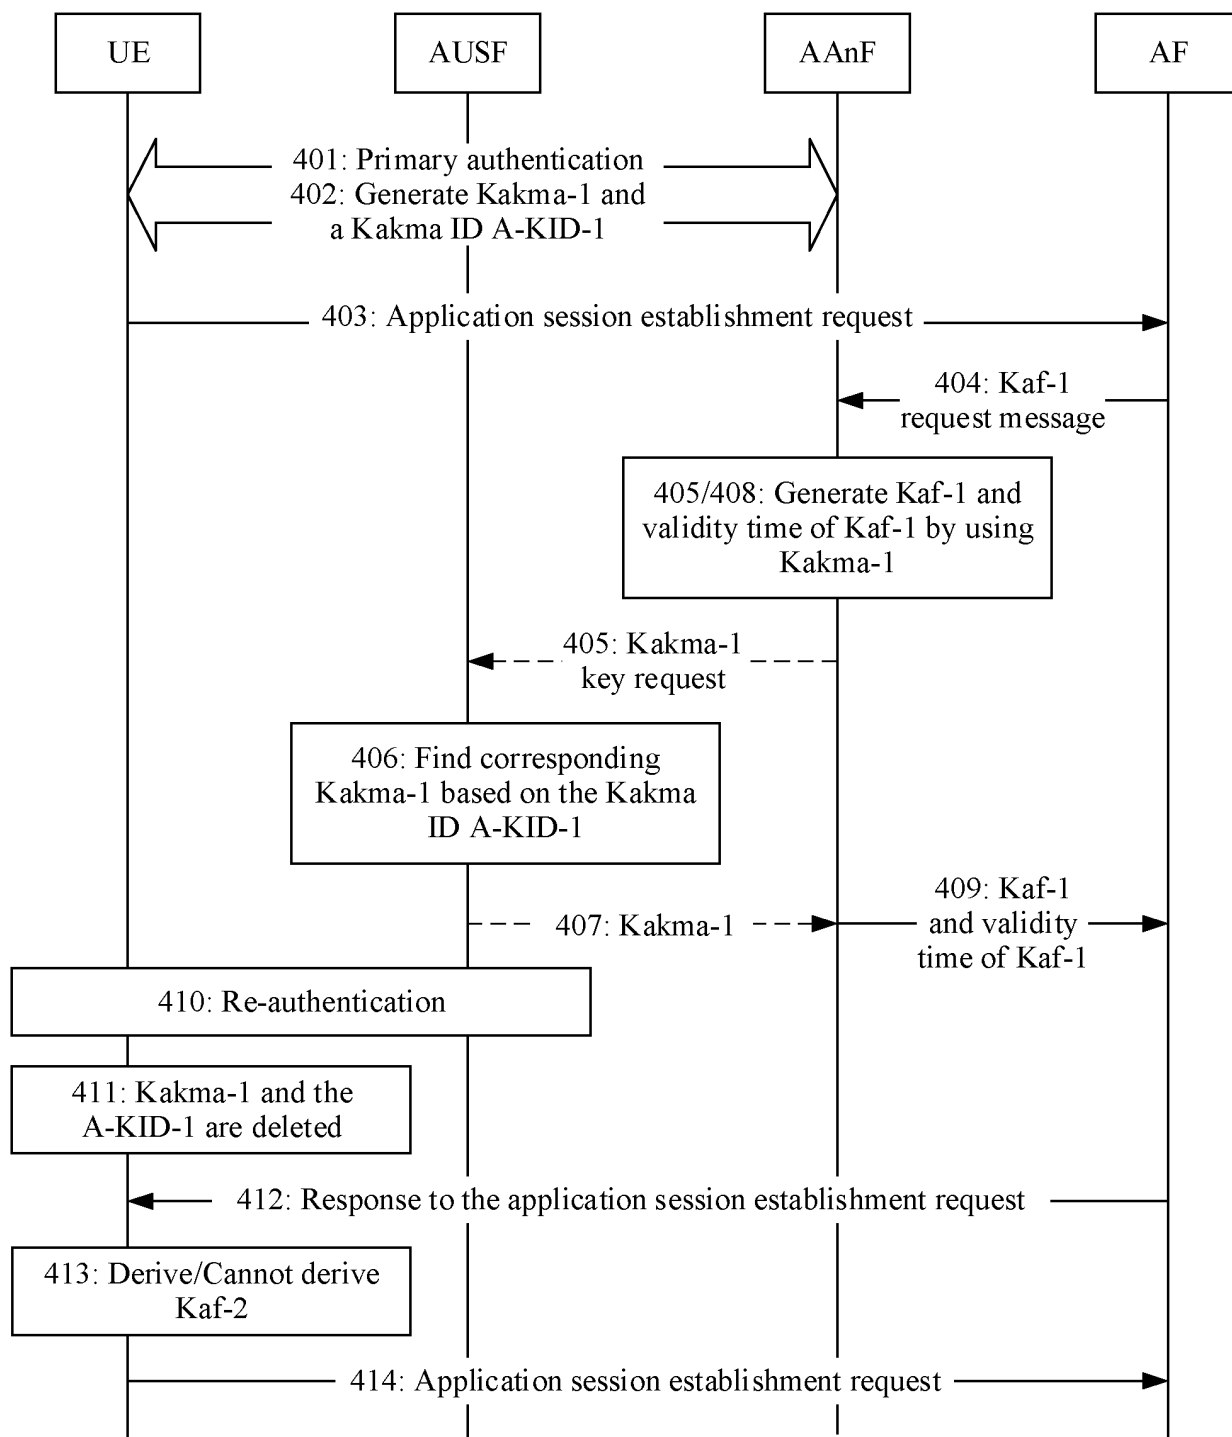 UE
AUSF
AAnF
AF
401: Primary authentication
402: Generate Kakma-1 and
a Kakma ID A-KID-1
403: Application session establishment request
404: Kaf-1
request message
405/408: Generate Kaf-1 and
validity time of Kaf-1 by using
Kakma-1
405: Kakma-1
key request
406: Find corresponding
Kakma-1 based on the Kakma
ID A-KID-1
407: Kakma-1
409: Kaf-1
and validity
time of Kaf-1
410: Re-authentication
411: Kakma-1 and the
A-KID-1 are deleted
412: Response to the application session establishment request
413: Derive/Cannot derive
Kaf-2
414: Application session establishment request